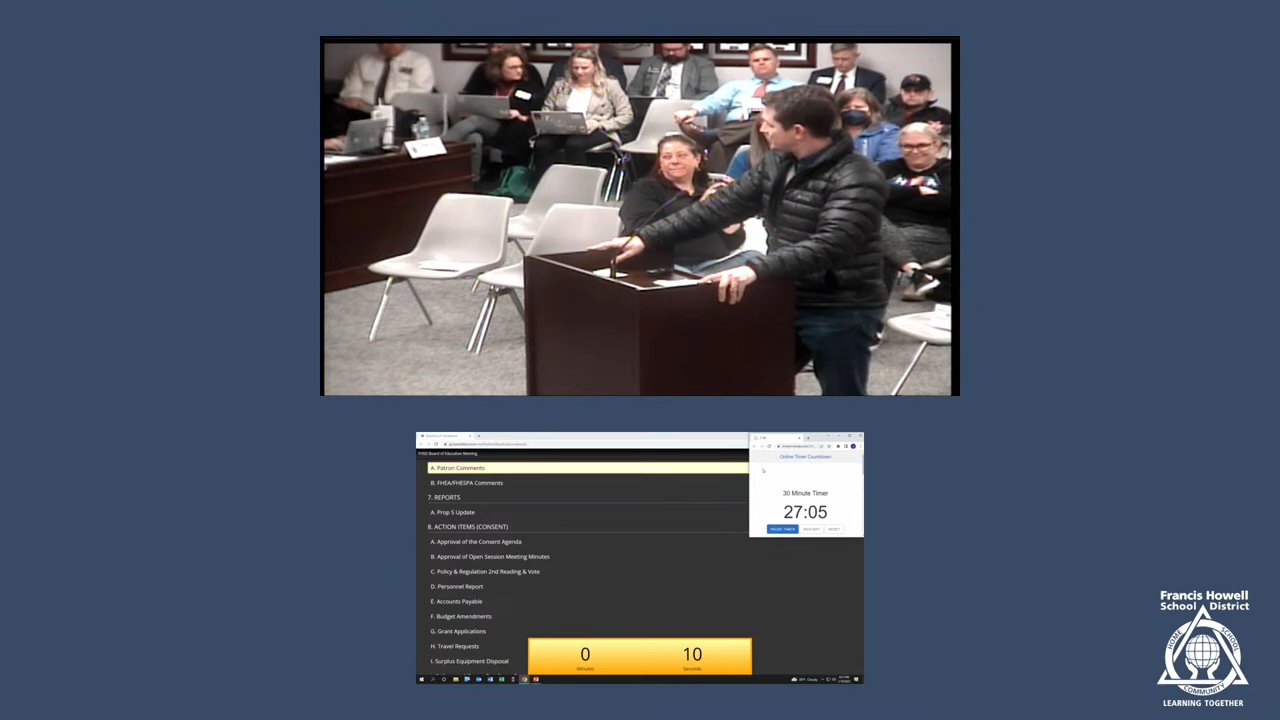 FHSD Board of Education Meeting
A. Patron Comments
B. FHEA/FHESPA Comments
7. REPORTS
A. Prop S Update
8. ACTION ITEMS (CONSENT)
A. Approval of the Consent Agenda
B. Approval of Open Session Meeting Minutes
C. Policy & Regulation 2nd Reading & Vote
D. Personnel Report
E. Accounts Payable
F. Budget Amendments
G. Grant Applications
H. Travel Requests
I. Surplus Equipment Disposal
Online Timer Countdown
30 Minute Timer
27:05
PAUSE TIMER RESTART RESET
0 10
Minutes Seconds
Francis Howell
School District
HOME SCHOOL
COMMUNITY
LEARNING TOGETHER